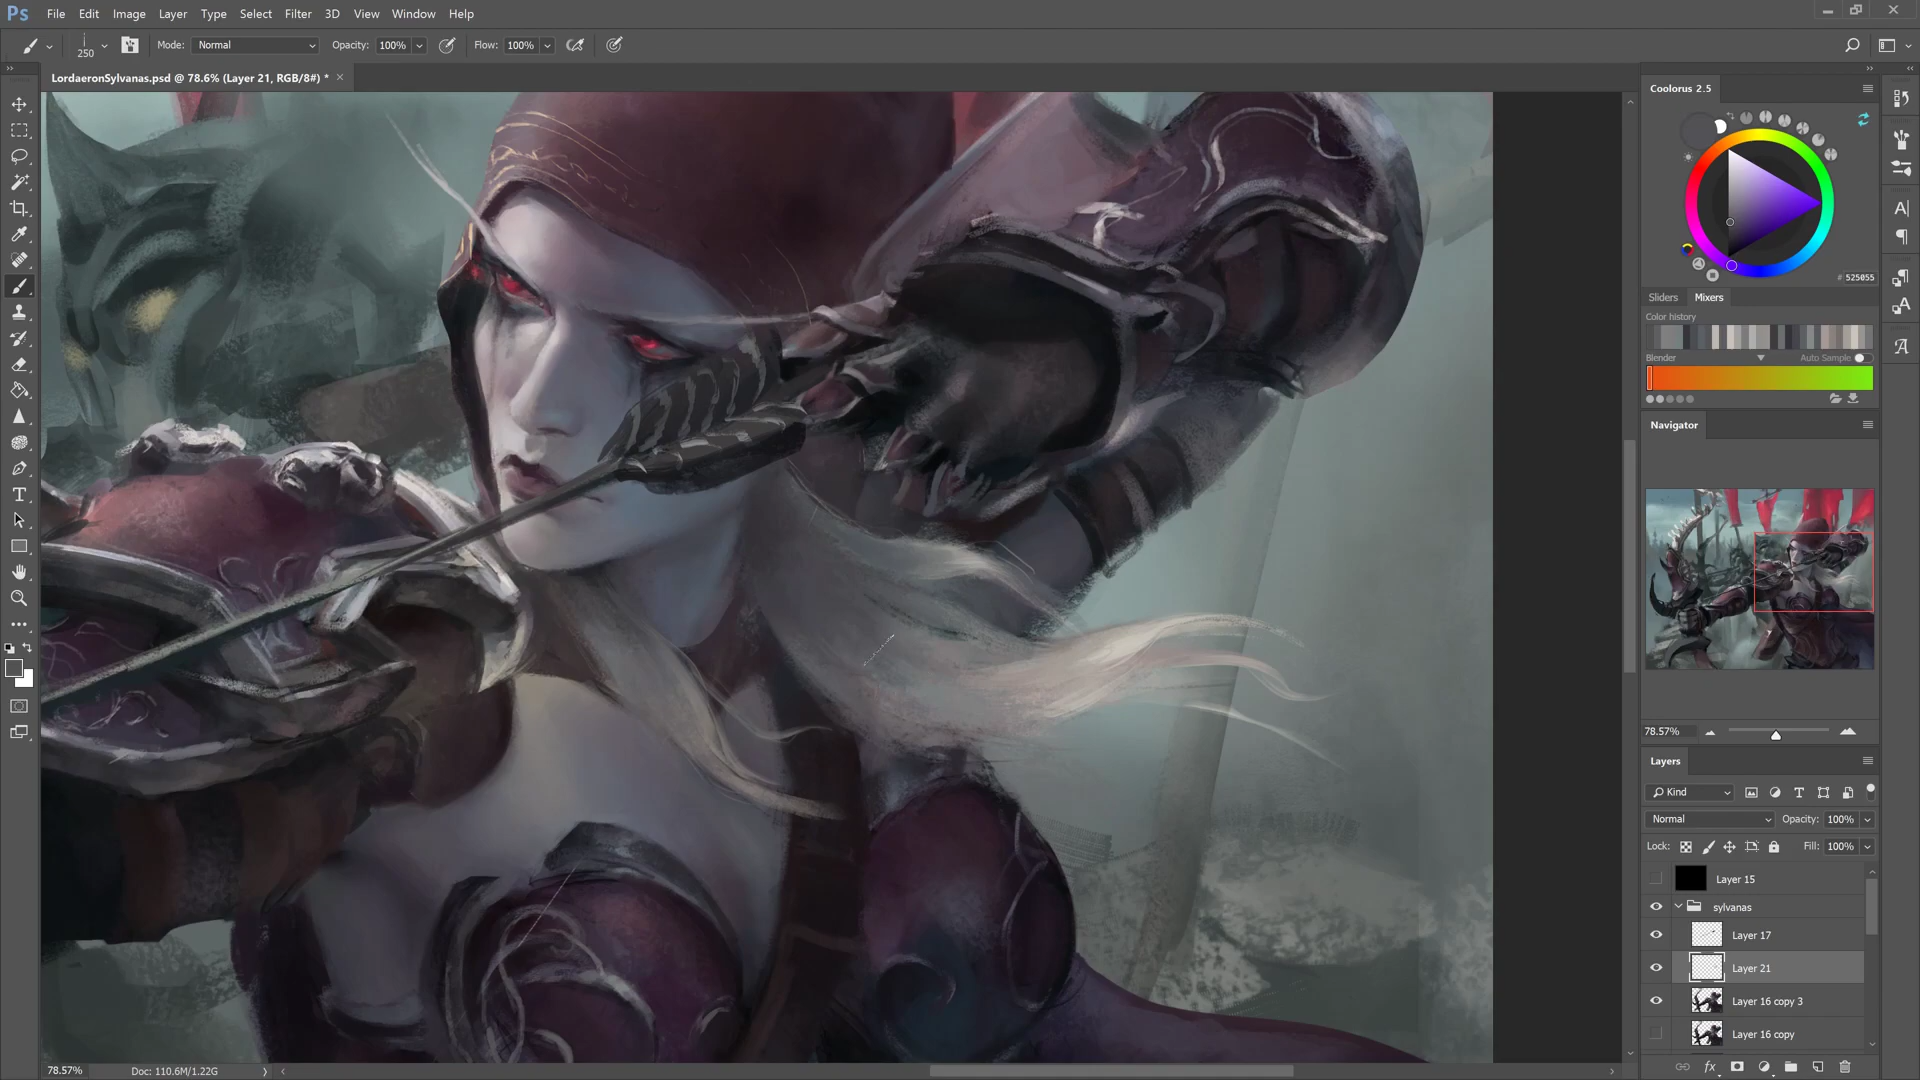 Ps File Edit Image Layer Type Select Filter 3D View Window Help
250 Mode: Normal Opacity: 100% Flow: 100%
LordaeronSylvanas.psd @ 78.6% (Layer 21, RGB/8#) * ×
Coolorus 2.5
# 525055
Sliders Mixers
Color history
Blender Auto Sample
Navigator
78.57%
Layers
Kind
Normal Opacity: 100%
Lock: Fill: 100%
Layer 15
sylvanas
Layer 17
Layer 21
Layer 16 copy 3
Layer 16 copy
78.57% Doc: 110.6M/1.22G